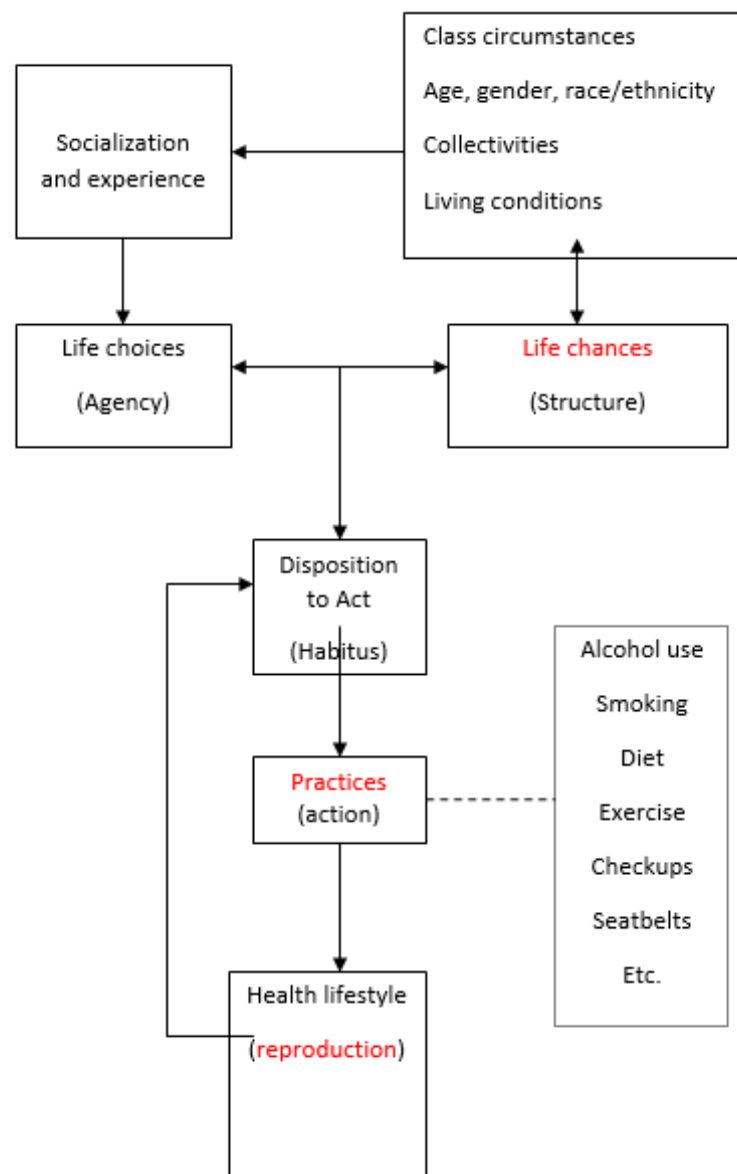 Class circumstances
Age, gender, race/ethnicity
Collectivities
Living conditions
Socialization
and experience
Life choices
(Agency)
Life chances
(Structure)
Disposition
to Act
(Habitus)
Practices
(action)
Alcohol use
Smoking
Diet
Exercise
Checkups
Seatbelts
Etc.
Health lifestyle
(reproduction)